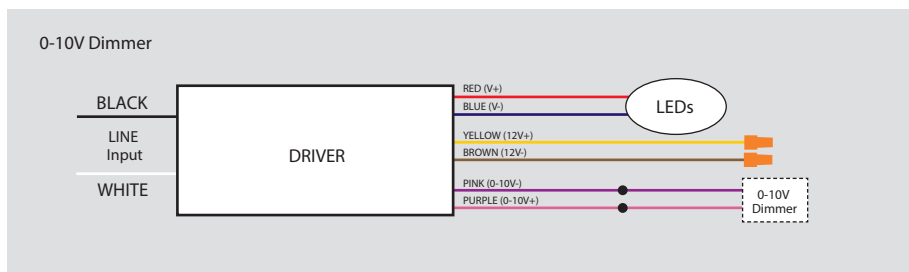 0-10V Dimmer
BLACK
LINE
Input
WHITE
DRIVER
RED (V+)
BLUE (V-)
LEDs
YELLOW (12V+)
BROWN (12V-)
PINK (0-10V-)
PURPLE (0-10V+)
0-10V
Dimmer